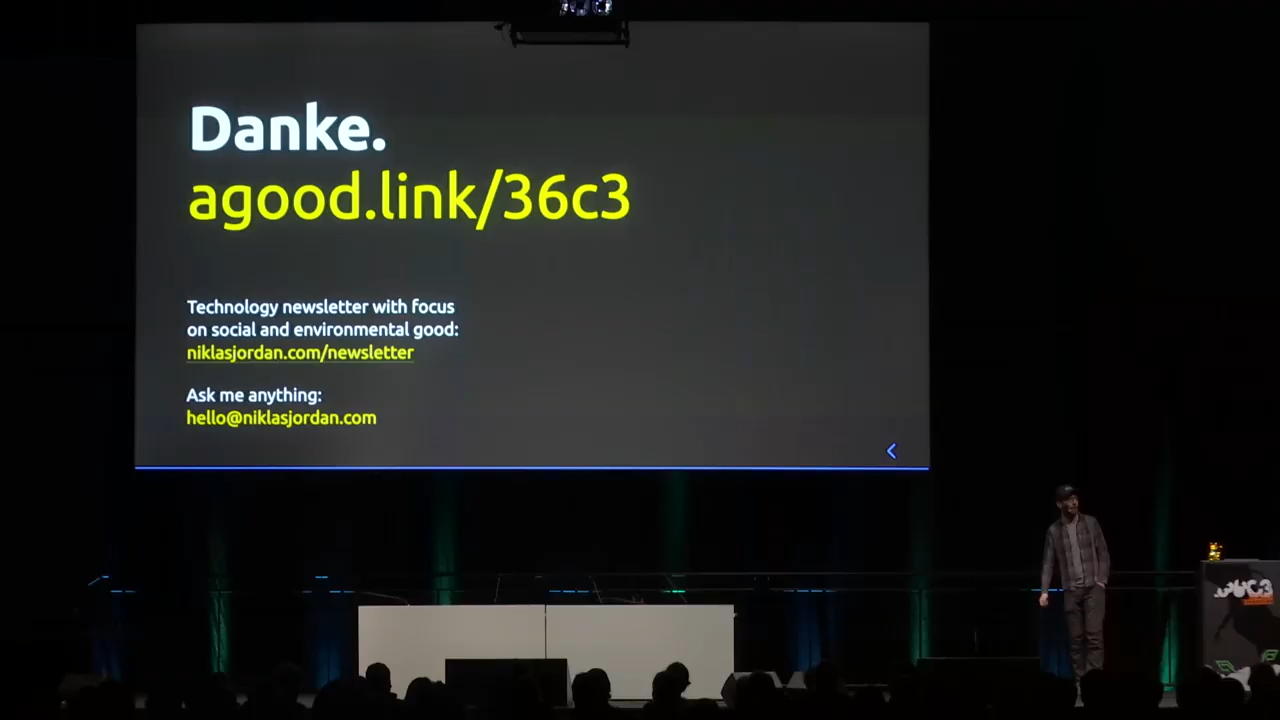 Danke.
agood.link/36c3
Technology newsletter with focus
on social and environmental good:
niklasjordan.com/newsletter
Ask me anything:
hello@niklasjordan.com